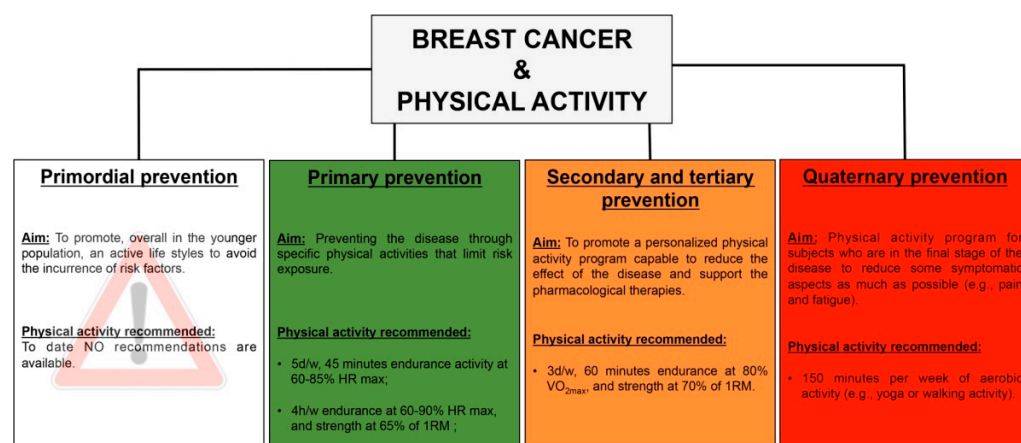 BREAST CANCER
&
PHYSICAL ACTIVITY
Primordial prevention
Aim: To promote, overall in the younger
population, an active life styles to avoid
the incurrence of risk factors.
Physical activity recommended:
To date NO recommendations are
available.
Primary prevention
Aim: Preventing the disease through
specific physical activities that limit risk
exposure.
Physical activity recommended:
• 5d/w, 45 minutes endurance activity at
60-85% HR max;
• 4h/w endurance at 60-90% HR max,
and strength at 65% of 1RM ;
Secondary and tertiary
prevention
Aim: To promote a personalized physical
activity program capable to reduce the
effect of the disease and support the
pharmacological therapies.
Physical activity recommended:
• 3d/w, 60 minutes endurance at 80%
VO2max, and strength at 70% of 1RM.
Quaternary prevention
Aim: Physical activity program for
subjects who are in the final stage of the
disease to reduce some symptomatic
aspects as much as possible (e.g., pain
and fatigue).
Physical activity recommended:
• 150 minutes per week of aerobic
activity (e.g., yoga or walking activity).